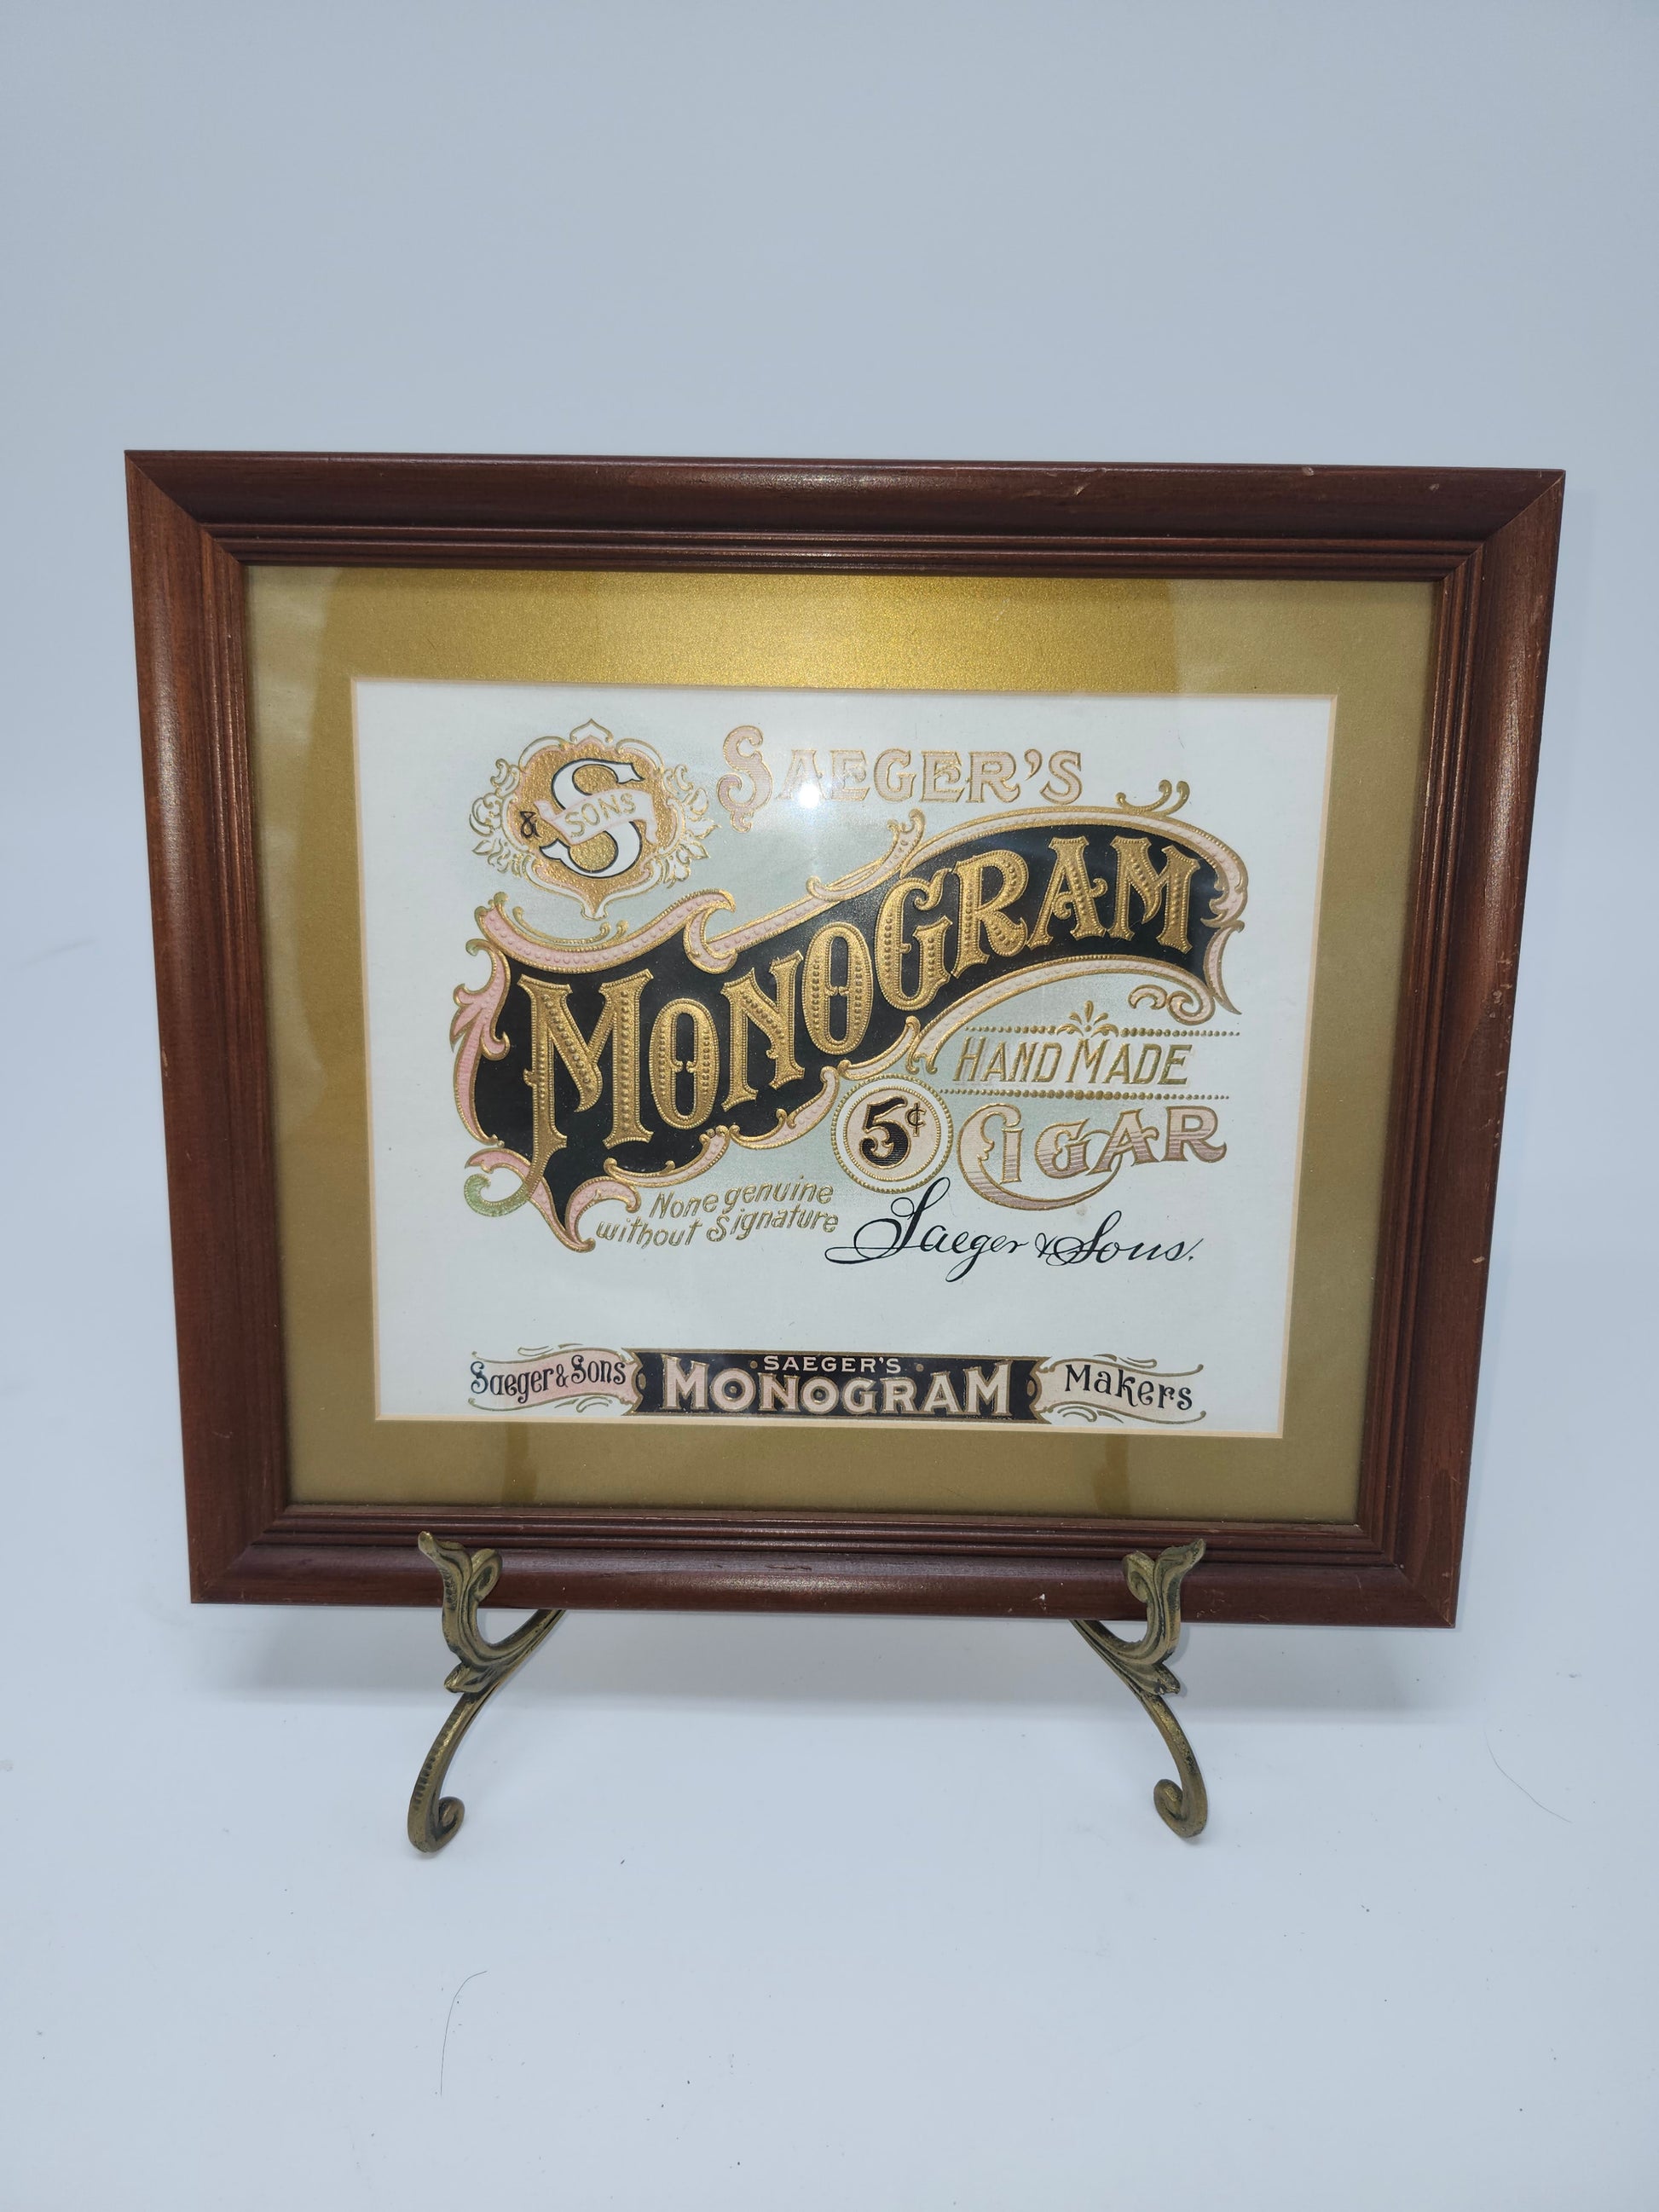 & SONS S
SAEGER'S
MONOGRAM
HAND MADE
5¢ CIGAR
None genuine
without Signature
Saeger & Sons.
Saeger & Sons
SAEGER'S
MONOGRAM
Makers